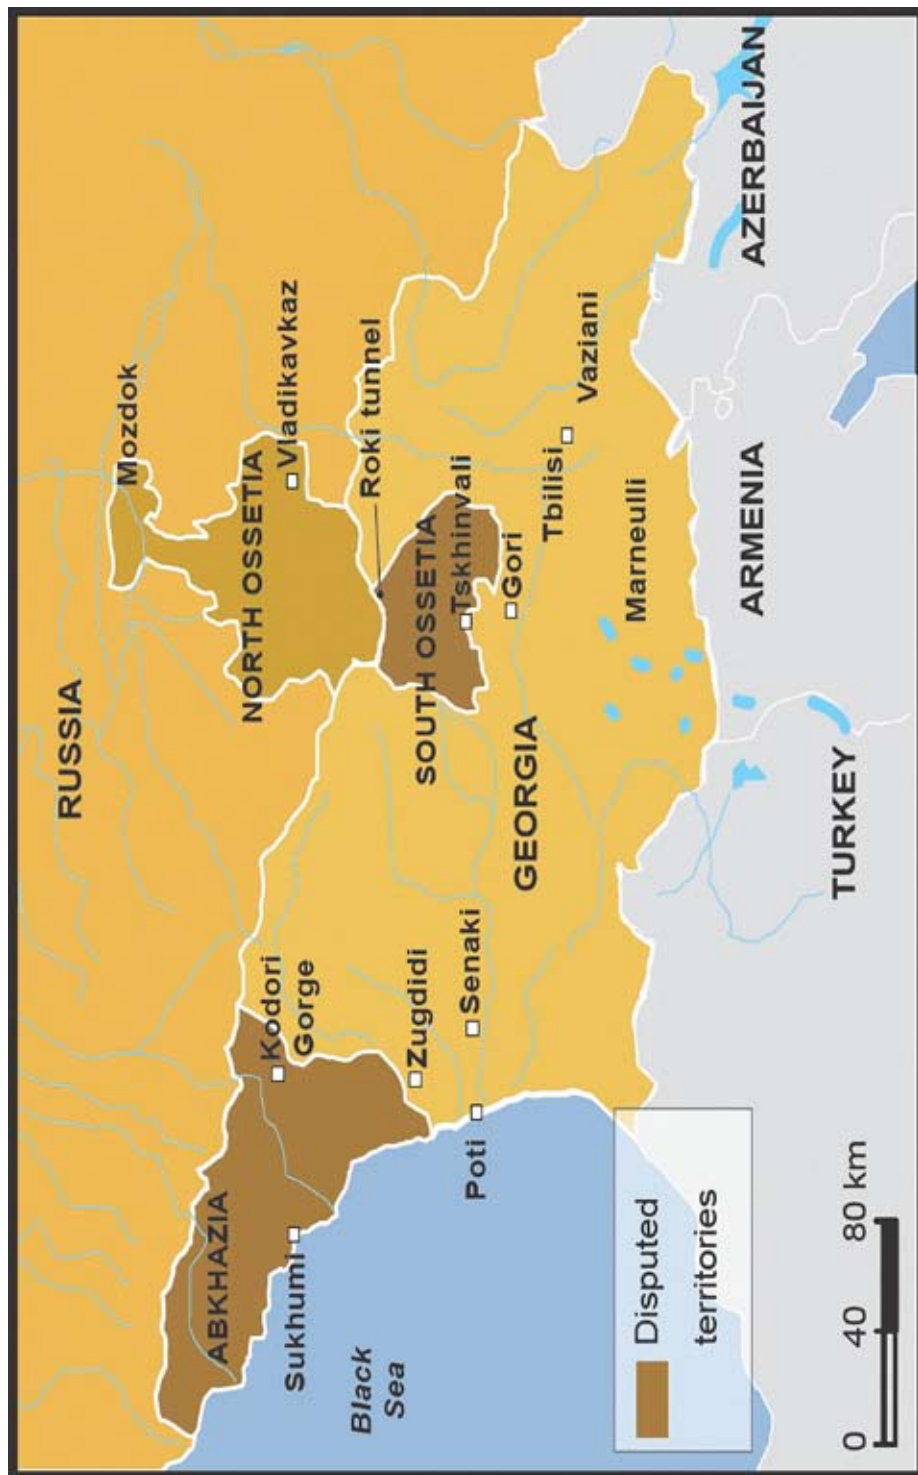 RUSSIA
Mozdok
NORTH OSSETIA
Vladikavkaz
Roki tunnel
ABKHAZIA
Kodori
Gorge
Sukhumi
Black
Sea
Zugdidi
Senaki
Poti
SOUTH OSSETIA
Tskhinvali
Gori
GEORGIA
Tbilisi
Vaziani
Marneulli
TURKEY
ARMENIA
AZERBAIJAN
Disputed
territories
0 40 80 km